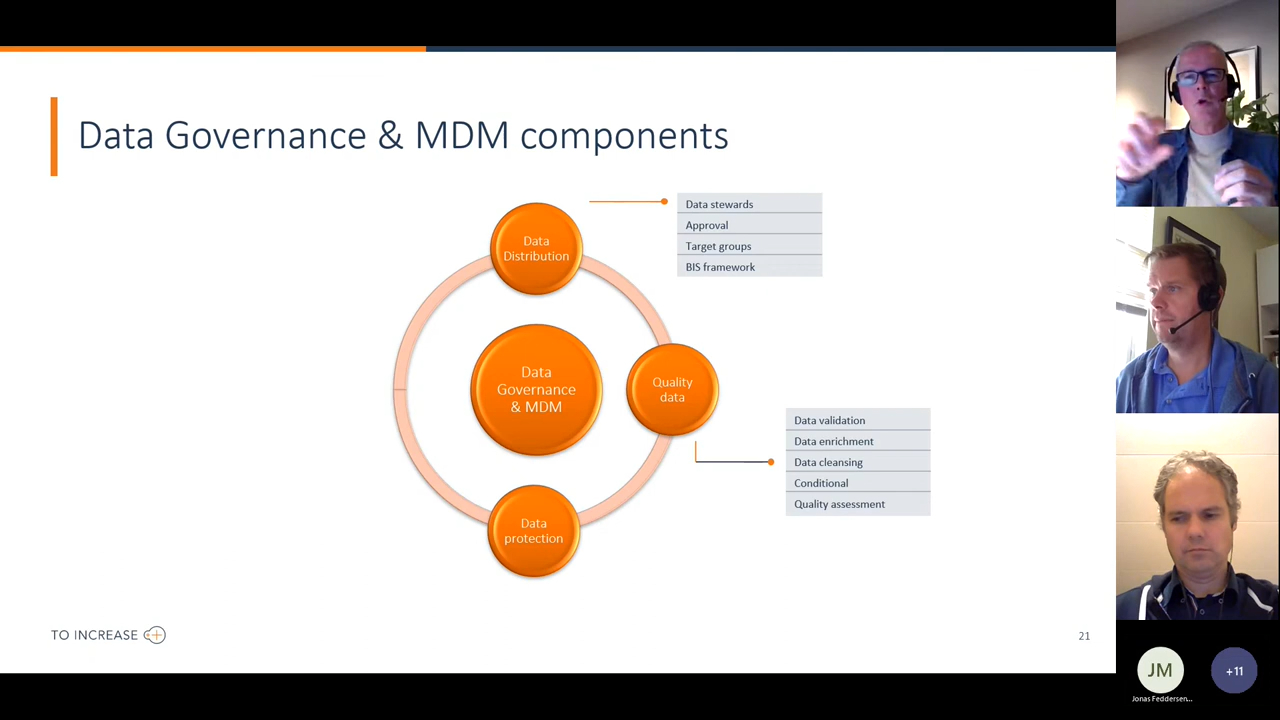 Data Governance & MDM components
Data
Distribution
Data stewards
Approval
Target groups
BIS framework
Data
Governance
& MDM
Quality
data
Data validation
Data enrichment
Data cleansing
Conditional
Quality assessment
Data
protection
TO INCREASE
21
JM
+11
Jonas Feddersen...